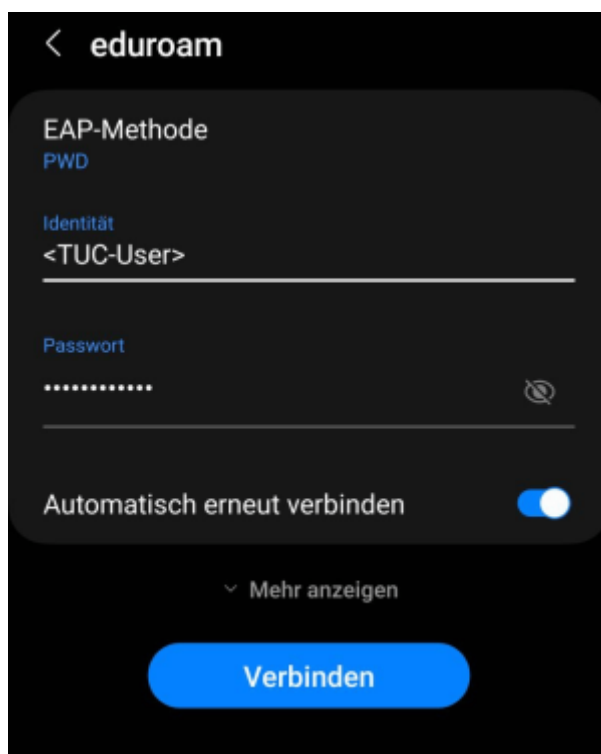 eduroam
EAP-Methode
PWD
Identität
<TUC-User>
Passwort
••••••••••••
Automatisch erneut verbinden
Mehr anzeigen
Verbinden